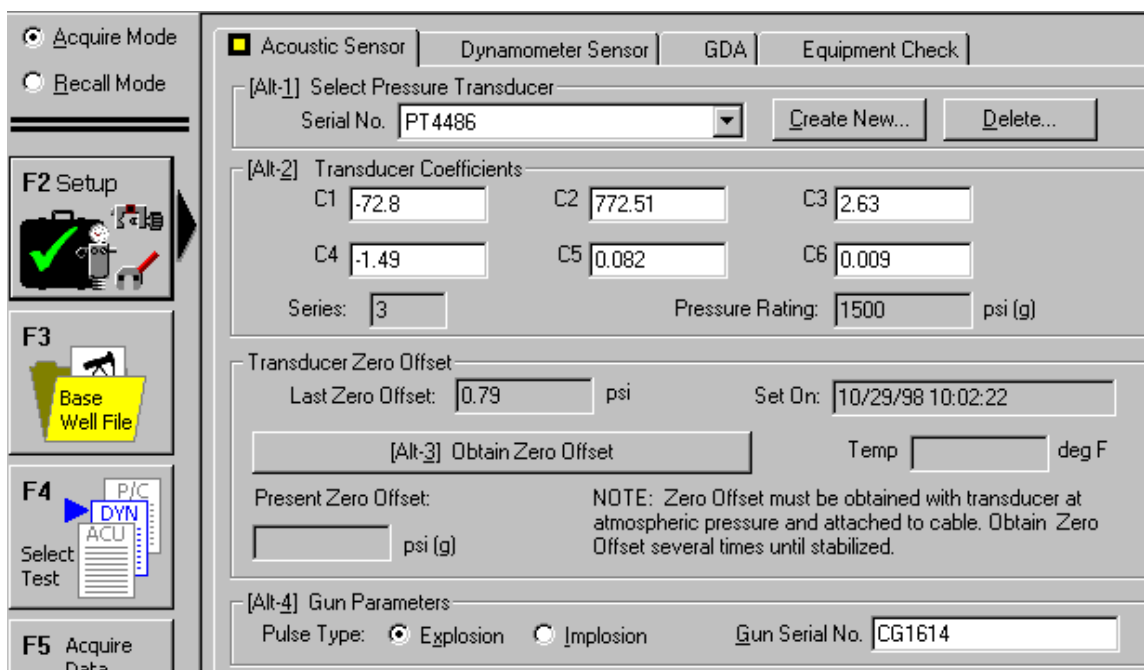 Acquire Mode
Recall Mode
F2 Setup
F3
Base
Well File
F4
P/C
DYN
ACU
Select
Test
F5 Acquire
Data
Acoustic Sensor Dynamometer Sensor GDA Equipment Check
[Alt-1] Select Pressure Transducer
Serial No. PT4486 Create New... Delete...
[Alt-2] Transducer Coefficients
C1 -72.8 C2 772.51 C3 2.63
C4 -1.49 C5 0.082 C6 0.009
Series: 3 Pressure Rating: 1500 psi (g)
Transducer Zero Offset
Last Zero Offset: 0.79 psi Set On: 10/29/98 10:02:22
[Alt-3] Obtain Zero Offset Temp deg F
Present Zero Offset:
psi (g)
NOTE: Zero Offset must be obtained with transducer at
atmospheric pressure and attached to cable. Obtain Zero
Offset several times until stabilized.
[Alt-4] Gun Parameters
Pulse Type: Explosion Implosion Gun Serial No. CG1614